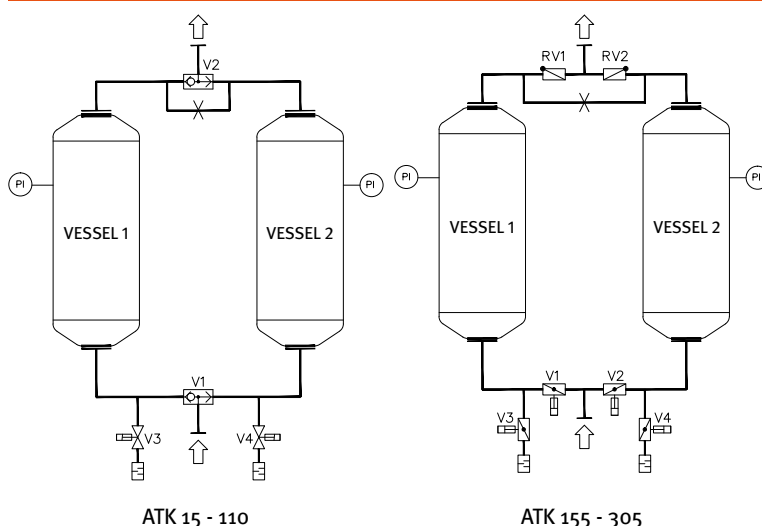 V2
PI
VESSEL 1
VESSEL 2
PI
V1
V3
V4
ATK 15 - 110
RV1
RV2
PI
VESSEL 1
VESSEL 2
PI
V1
V2
V3
V4
ATK 155 - 305